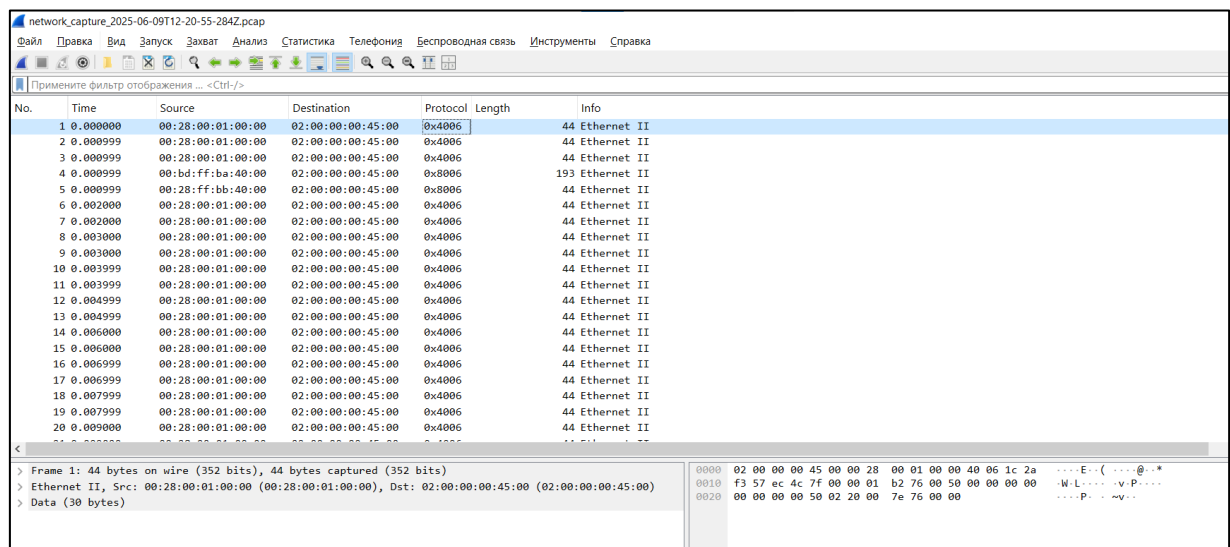 network_capture_2025-06-09T12-20-55-284Z.pcap
Файл Правка Вид Запуск Захват Анализ Статистика Телефония Беспроводная связь Инструменты Справка
Примените фильтр отображения ... <Ctrl-/>
No. Time Source Destination Protocol Length Info
1 0.000000 00:28:00:01:00:00 02:00:00:00:45:00 0x4006 44 Ethernet II
2 0.000999 00:28:00:01:00:00 02:00:00:00:45:00 0x4006 44 Ethernet II
3 0.000999 00:28:00:01:00:00 02:00:00:00:45:00 0x4006 44 Ethernet II
4 0.000999 00:bd:ff:ba:40:00 02:00:00:00:45:00 0x8006 193 Ethernet II
5 0.000999 00:28:ff:bb:40:00 02:00:00:00:45:00 0x8006 44 Ethernet II
6 0.002000 00:28:00:01:00:00 02:00:00:00:45:00 0x4006 44 Ethernet II
7 0.002000 00:28:00:01:00:00 02:00:00:00:45:00 0x4006 44 Ethernet II
8 0.003000 00:28:00:01:00:00 02:00:00:00:45:00 0x4006 44 Ethernet II
9 0.003000 00:28:00:01:00:00 02:00:00:00:45:00 0x4006 44 Ethernet II
10 0.003999 00:28:00:01:00:00 02:00:00:00:45:00 0x4006 44 Ethernet II
11 0.003999 00:28:00:01:00:00 02:00:00:00:45:00 0x4006 44 Ethernet II
12 0.004999 00:28:00:01:00:00 02:00:00:00:45:00 0x4006 44 Ethernet II
13 0.004999 00:28:00:01:00:00 02:00:00:00:45:00 0x4006 44 Ethernet II
14 0.006000 00:28:00:01:00:00 02:00:00:00:45:00 0x4006 44 Ethernet II
15 0.006000 00:28:00:01:00:00 02:00:00:00:45:00 0x4006 44 Ethernet II
16 0.006999 00:28:00:01:00:00 02:00:00:00:45:00 0x4006 44 Ethernet II
17 0.006999 00:28:00:01:00:00 02:00:00:00:45:00 0x4006 44 Ethernet II
18 0.007999 00:28:00:01:00:00 02:00:00:00:45:00 0x4006 44 Ethernet II
19 0.007999 00:28:00:01:00:00 02:00:00:00:45:00 0x4006 44 Ethernet II
20 0.009000 00:28:00:01:00:00 02:00:00:00:45:00 0x4006 44 Ethernet II
> Frame 1: 44 bytes on wire (352 bits), 44 bytes captured (352 bits)
> Ethernet II, Src: 00:28:00:01:00:00 (00:28:00:01:00:00), Dst: 02:00:00:00:45:00 (02:00:00:00:45:00)
> Data (30 bytes)
0000 02 00 00 00 45 00 00 28 00 01 00 00 40 06 1c 2a ····E··( ····@··*
0010 f3 57 ec 4c 7f 00 00 01 b2 76 00 50 00 00 00 00 ·W·L···· ·v·P····
0020 00 00 00 00 50 02 20 00 7e 76 00 00 ····P· · ~v··